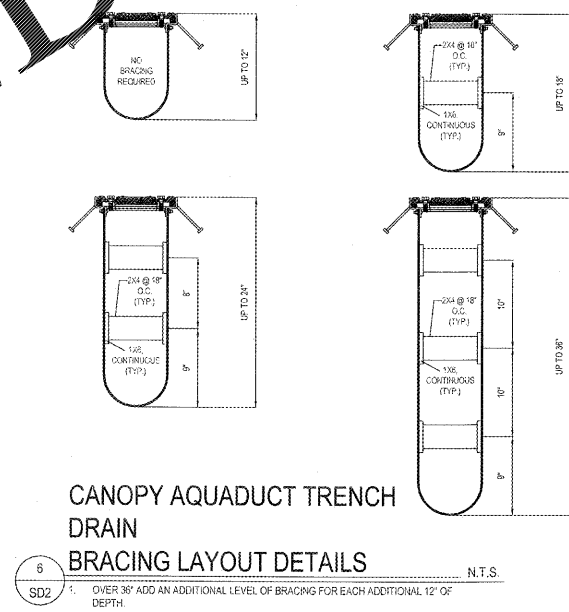 NO
BRACING
REQUIRED
UP TO 12"
2X4 @ 18"
O.C.
(TYP.)
1X6,
CONTINUOUS
(TYP.)
9"
UP TO 18"
2X4 @ 18"
O.C.
(TYP.)
1X6,
CONTINUOUS
(TYP.)
9"
UP TO 24"
2X4 @ 18"
O.C.
(TYP.)
1X6,
CONTINUOUS
(TYP.)
10"
10"
UP TO 36"
CANOPY AQUADUCT TRENCH
DRAIN
BRACING LAYOUT DETAILS
N.T.S.
6
SD2
1. OVER 36" ADD AN ADDITIONAL LEVEL OF BRACING FOR EACH ADDITIONAL 12" OF
DEPTH.